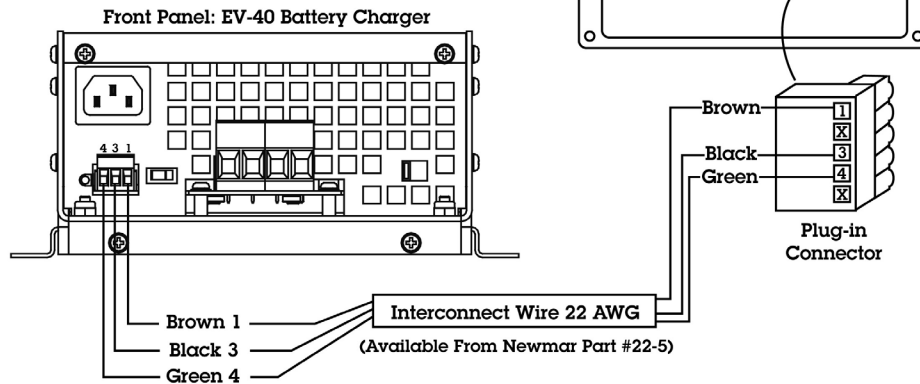 Front Panel: EV-40 Battery Charger
4 3 1
Brown
1
X
Black
3
Green
4
X
Plug-in
Connector
Interconnect Wire 22 AWG
(Available From Newmar Part #22-5)
Brown 1
Black 3
Green 4